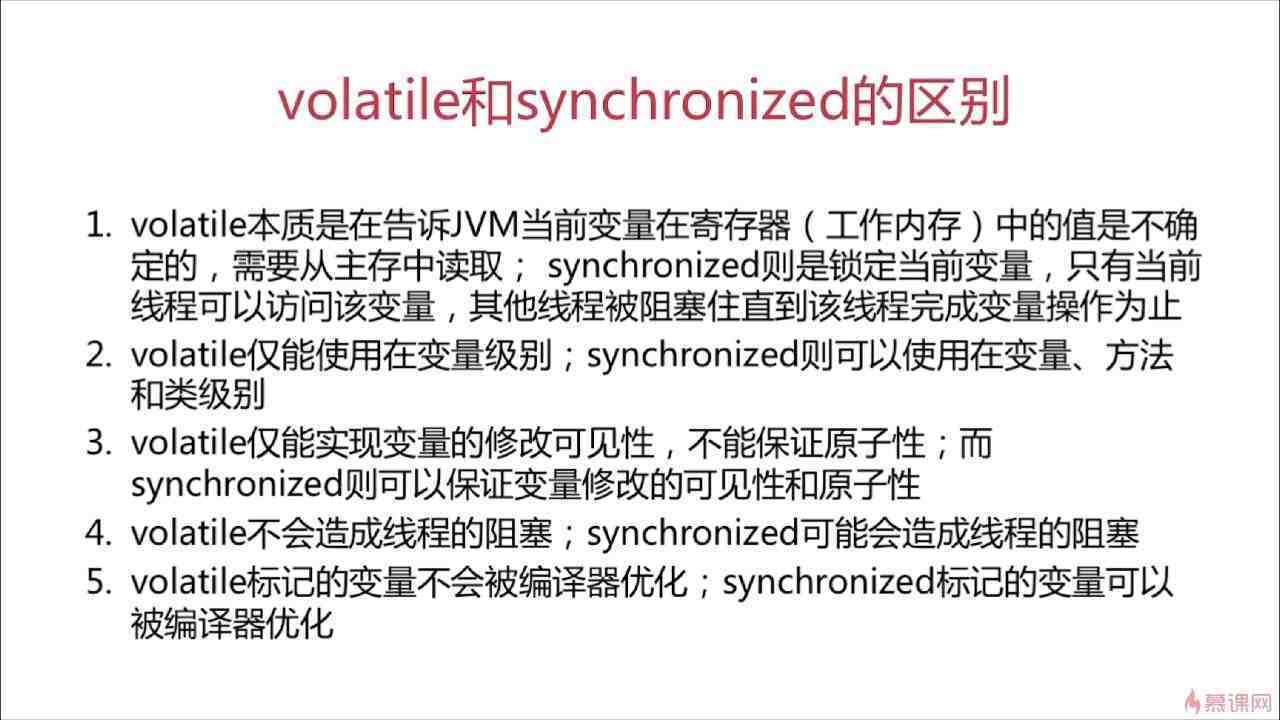 volatile和synchronized的区别
1. volatile本质是在告诉JVM当前变量在寄存器（工作内存）中的值是不确
定的，需要从主存中读取； synchronized则是锁定当前变量，只有当前
线程可以访问该变量，其他线程被阻塞住直到该线程完成变量操作为止
2. volatile仅能使用在变量级别；synchronized则可以使用在变量、方法
和类级别
3. volatile仅能实现变量的修改可见性，不能保证原子性；而
synchronized则可以保证变量修改的可见性和原子性
4. volatile不会造成线程的阻塞；synchronized可能会造成线程的阻塞
5. volatile标记的变量不会被编译器优化；synchronized标记的变量可以
被编译器优化
慕课网